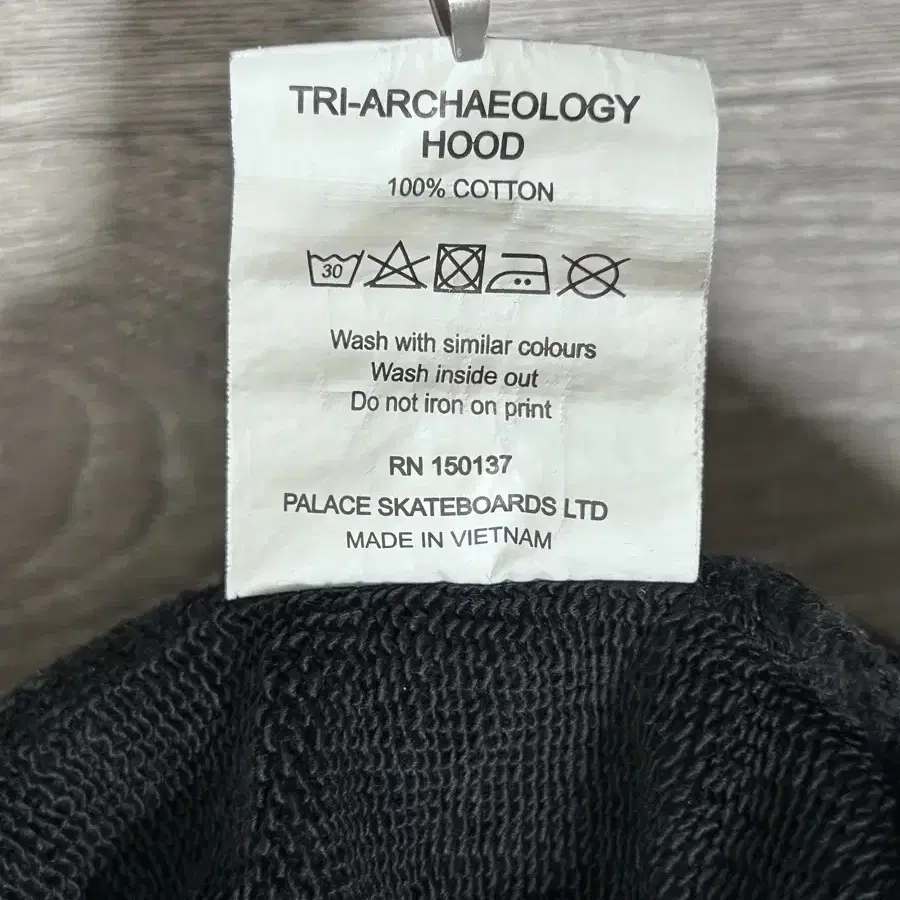 TRI-ARCHAEOLOGY
HOOD
100% COTTON
30
Wash with similar colours
Wash inside out
Do not iron on print
RN 150137
PALACE SKATEBOARDS LTD
MADE IN VIETNAM